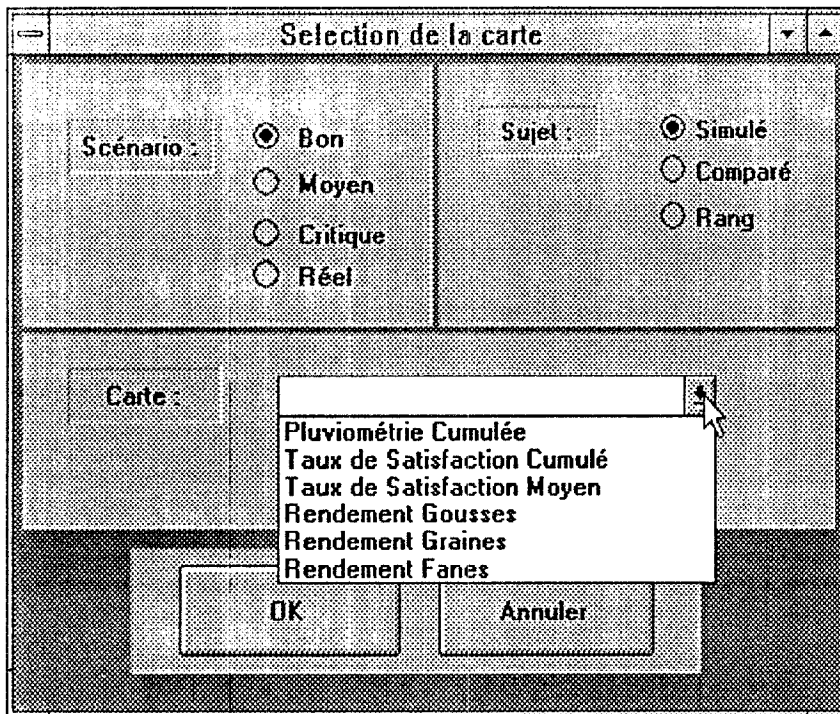 Selection de la carte
Scénario :
Bon
Moyen
Critique
Réel
Sujet :
Simulé
Comparé
Rang
Carte :
Pluviométrie Cumulée
Taux de Satisfaction Cumulé
Taux de Satisfaction Moyen
Rendement Gousses
Rendement Graines
Rendement Fanes
OK
Annuler